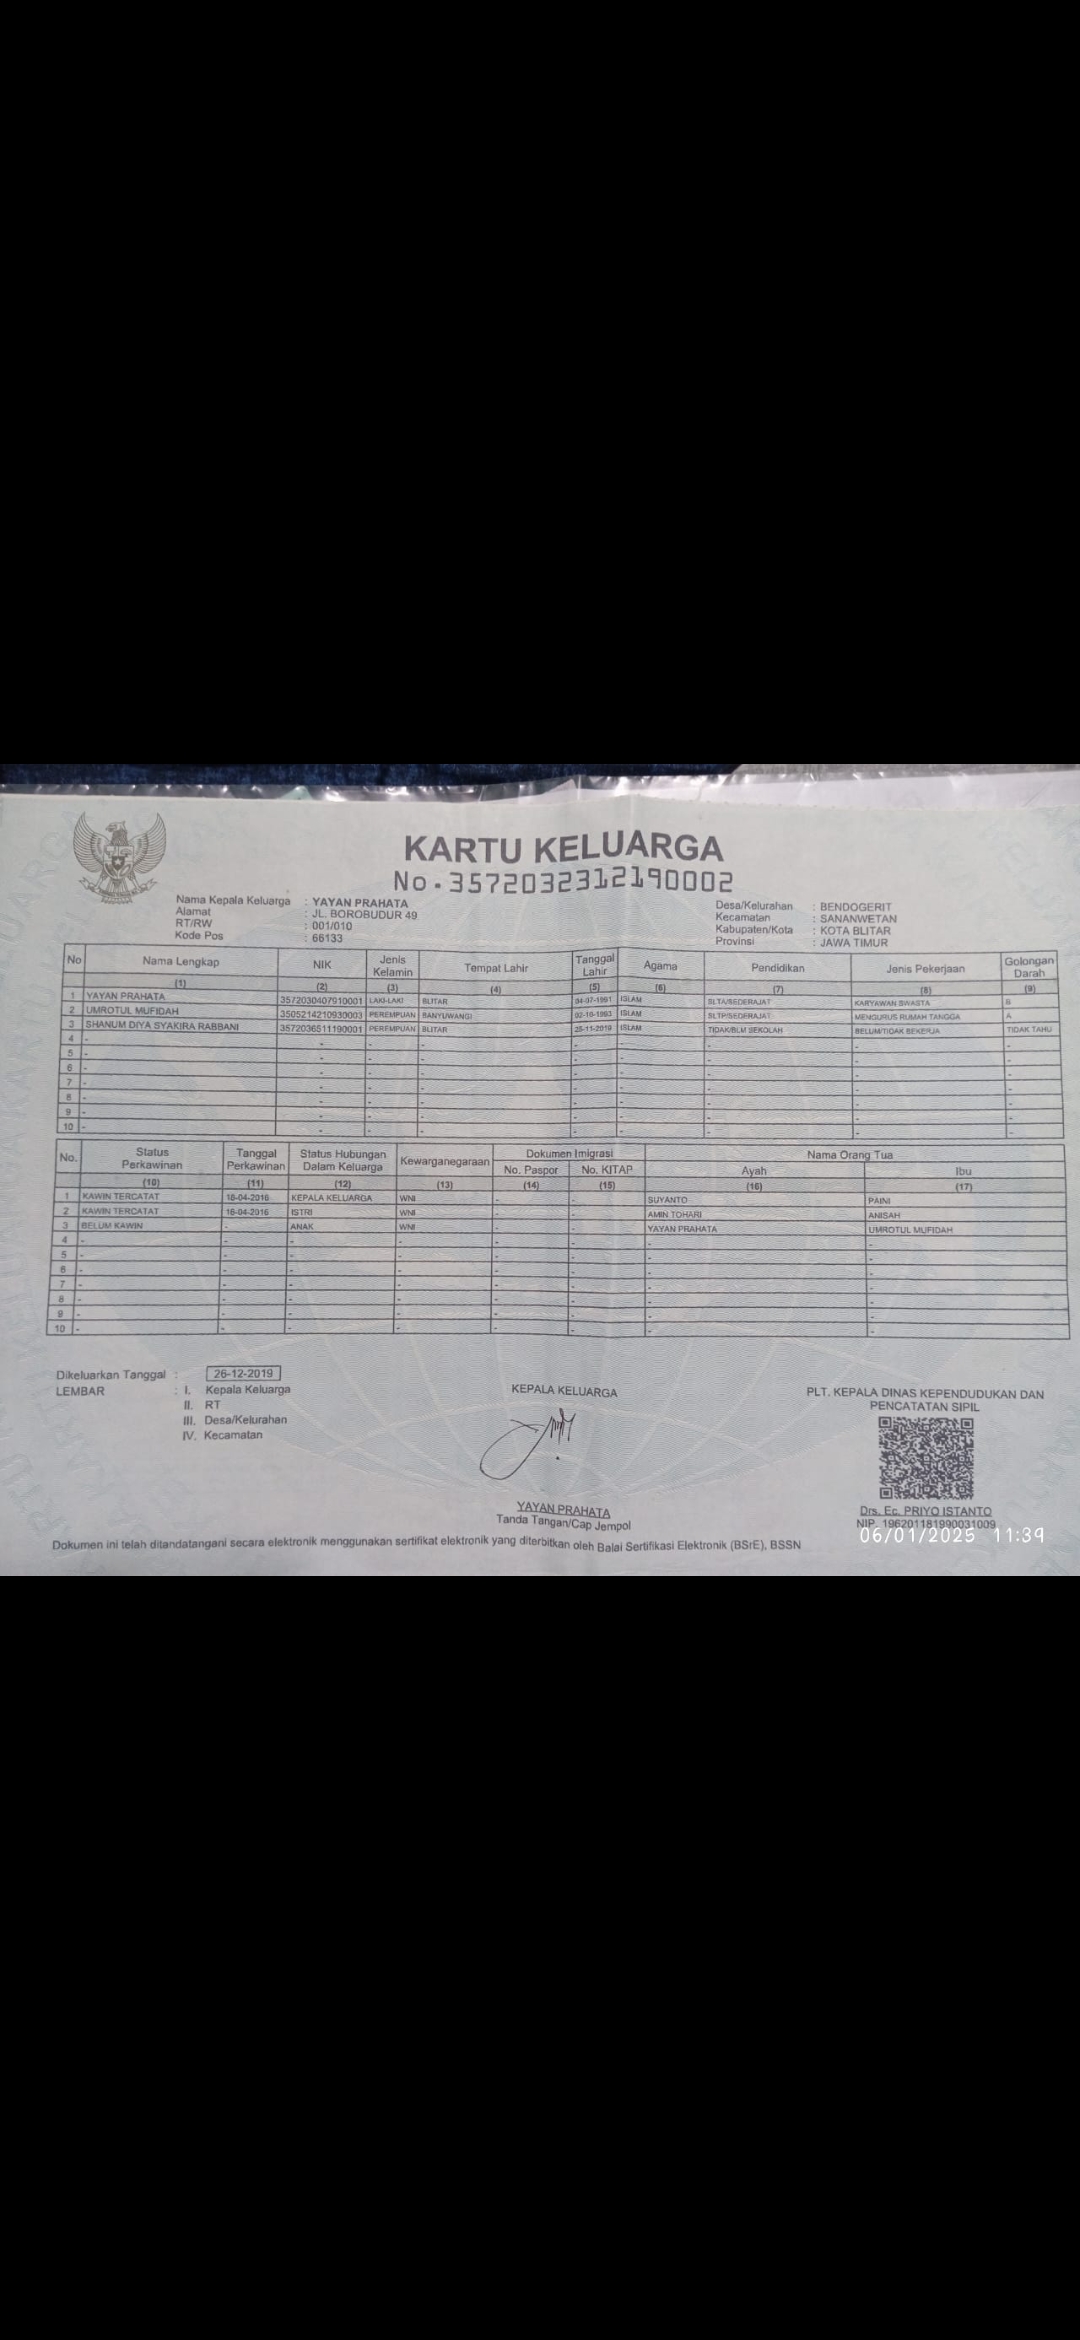 KARTU KELUARGA
No. 3572032312190002
Nama Kepala Keluarga : YAYAN PRAHATA
Alamat : JL. BOROBUDUR 49
RT/RW : 001/010
Kode Pos : 66133
Desa/Kelurahan : BENDOGERIT
Kecamatan : SANANWETAN
Kabupaten/Kota : KOTA BLITAR
Provinsi : JAWA TIMUR
No Nama Lengkap NIK Jenis Kelamin Tempat Lahir Tanggal Lahir Agama Pendidikan Jenis Pekerjaan Golongan Darah
(1) (2) (3) (4) (5) (6) (7) (8) (9)
1 YAYAN PRAHATA 3572030407910001 LAKI-LAKI BLITAR 04-07-1991 ISLAM SLTA/SEDERAJAT KARYAWAN SWASTA B
2 UMROTUL MUFIDAH 3505214210930003 PEREMPUAN BANYUWANGI 02-10-1993 ISLAM SLTP/SEDERAJAT MENGURUS RUMAH TANGGA A
3 SHANUM DIYA SYAKIRA RABBANI 3572036511190001 PEREMPUAN BLITAR 25-11-2019 ISLAM TIDAK/BLM SEKOLAH BELUM/TIDAK BEKERJA TIDAK TAHU
4 - - - - - - - - -
5 - - - - - - - - -
6 - - - - - - - - -
7 - - - - - - - - -
8 - - - - - - - - -
9 - - - - - - - - -
10 - - - - - - - - -
No. Status Perkawinan Tanggal Perkawinan Status Hubungan Dalam Keluarga Kewarganegaraan Dokumen Imigrasi Nama Orang Tua
No. Paspor No. KITAP Ayah Ibu
(10) (11) (12) (13) (14) (15) (16) (17)
1 KAWIN TERCATAT 16-04-2016 KEPALA KELUARGA WNI - - SUYANTO PAINI
2 KAWIN TERCATAT 16-04-2016 ISTRI WNI - - AMIN TOHARI ANISAH
3 BELUM KAWIN - ANAK WNI - - YAYAN PRAHATA UMROTUL MUFIDAH
4 - - - - - - - -
5 - - - - - - - -
6 - - - - - - - -
7 - - - - - - - -
8 - - - - - - - -
9 - - - - - - - -
10 - - - - - - - -
Dikeluarkan Tanggal : 26-12-2019
LEMBAR : I. Kepala Keluarga
II. RT
III. Desa/Kelurahan
IV. Kecamatan
KEPALA KELUARGA
YAYAN PRAHATA
Tanda Tangan/Cap Jempol
PLT. KEPALA DINAS KEPENDUDUKAN DAN
PENCATATAN SIPIL
Drs. Ec. PRIYO ISTANTO
NIP. 196201181990031009
06/01/2025 11:39
Dokumen ini telah ditandatangani secara elektronik menggunakan sertifikat elektronik yang diterbitkan oleh Balai Sertifikasi Elektronik (BSrE), BSSN